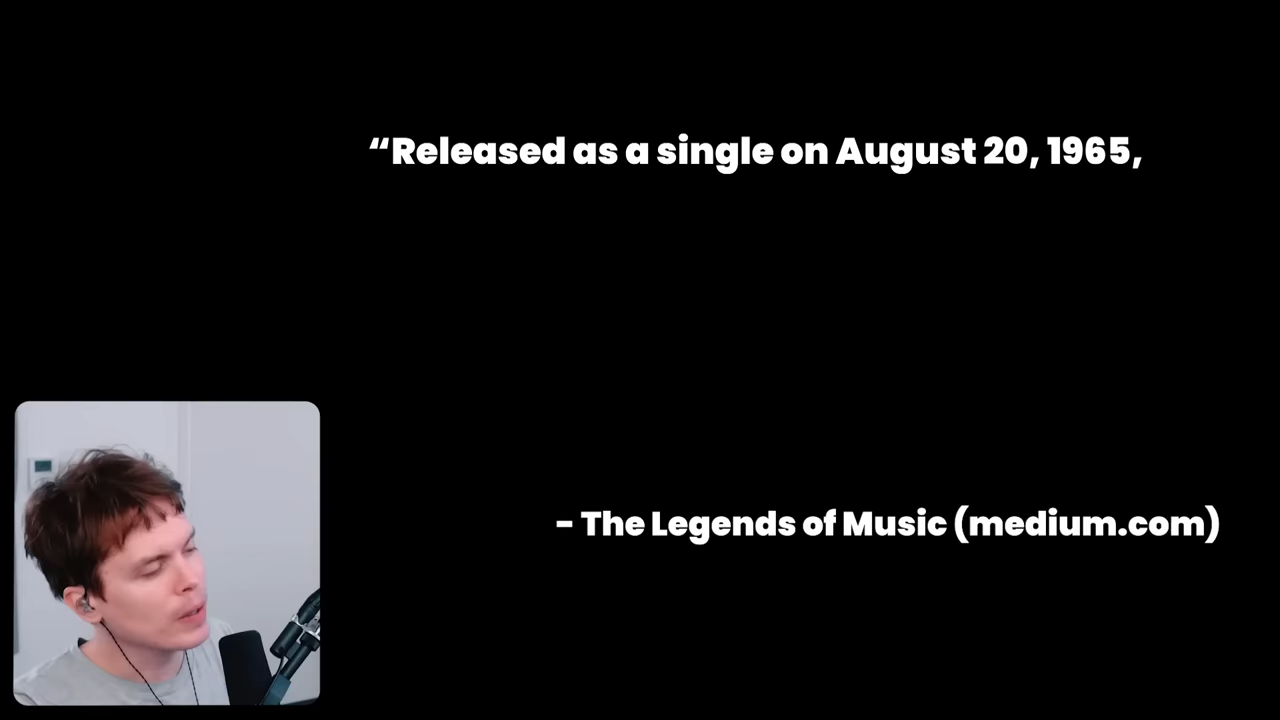 “Released as a single on August 20, 1965,
- The Legends of Music (medium.com)